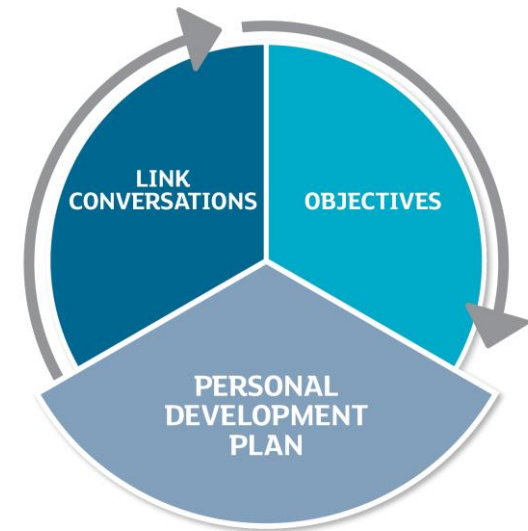 LINK
CONVERSATIONS
OBJECTIVES
PERSONAL
DEVELOPMENT
PLAN